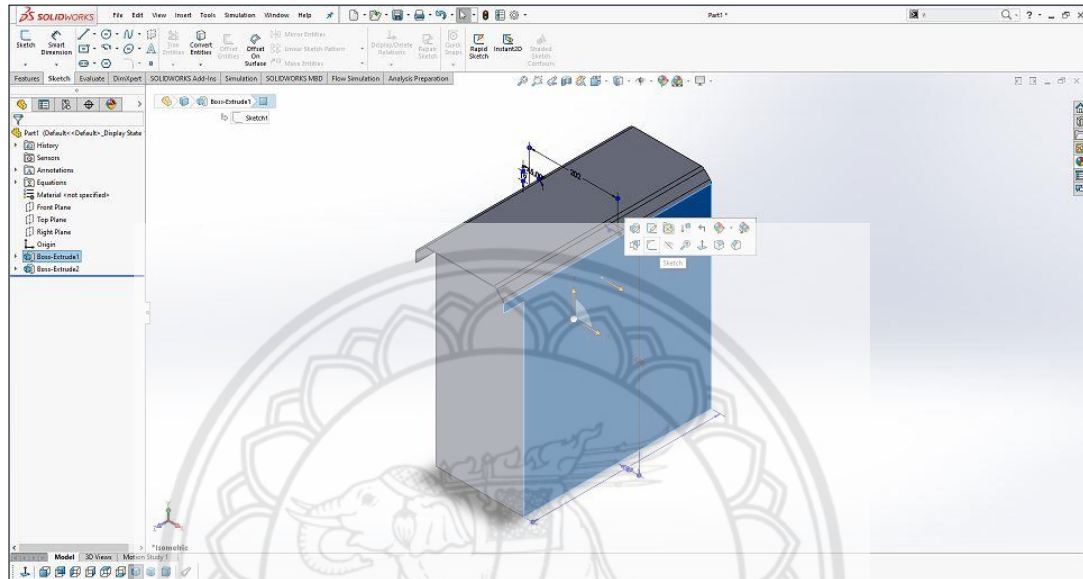 SOLIDWORKS File Edit View Insert Tools Simulation Window Help Part1 *
Sketch Smart Dimension Trim Entities Convert Entities Offset Entities Offset On Surface Mirror Entities Linear Sketch Pattern Move Entities Display/Delete Relations Repair Sketch Quick Snaps Rapid Sketch Instant2D Shaded Sketch Contours
Features Sketch Evaluate DimXpert SOLIDWORKS Add-Ins Simulation SOLIDWORKS MBD Flow Simulation Analysis Preparation
Boss-Extrude1
Sketch1
Part1 (Default<<Default>_Display State
History
Sensors
Annotations
Equations
Material <not specified>
Front Plane
Top Plane
Right Plane
Origin
Boss-Extrude1
Boss-Extrude2
200
Sketch
*Isometric
Model 3D Views Motion Study 1